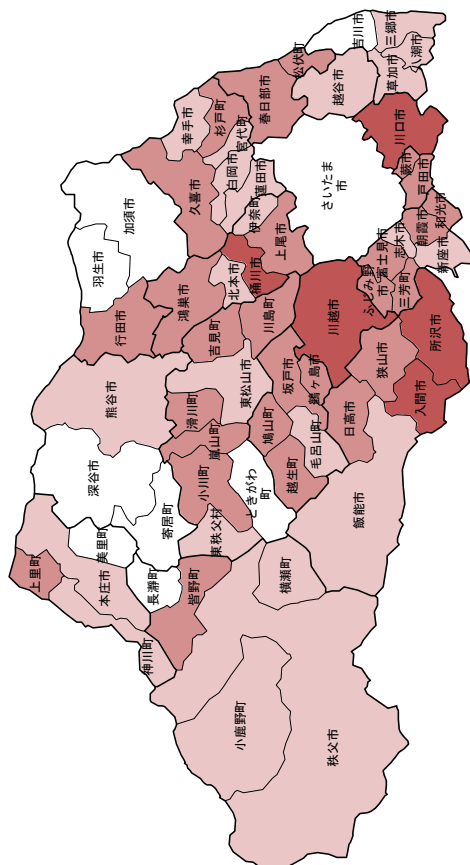 吉川市
三郷市
八潮市
草加市
越谷市
松伏町
春日部市
杉戸町
宮代町
幸手市
白岡市
蓮田市
伊奈町
久喜市
加須市
羽生市
行田市
鴻巣市
北本市
桶川市
上尾市
さいたま
市
川口市
蕨市
戸田市
和光市
朝霞市
新座市
志木市
富士見市
ふじみ野
市
三芳町
所沢市
入間市
狭山市
川越市
川島町
吉見町
東松山市
坂戸市
鶴ヶ島市
日高市
毛呂山町
越生町
鳩山町
滑川町
嵐山町
小川町
ときがわ
町
東秩父村
飯能市
熊谷市
深谷市
寄居町
美里町
本庄市
上里町
神川町
長瀞町
皆野町
横瀬町
小鹿野町
秩父市